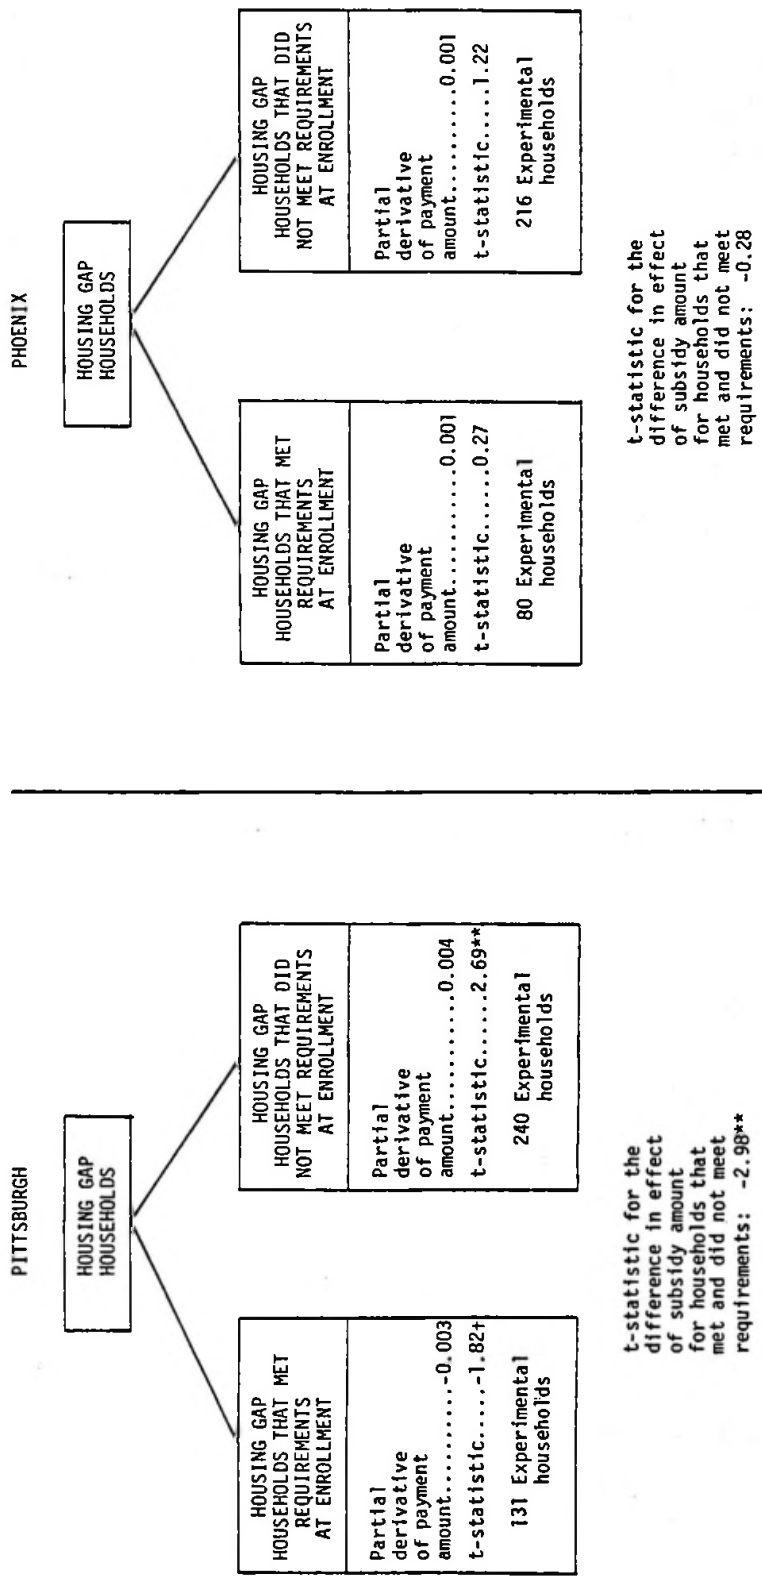 PITTSBURGH
HOUSING GAP
HOUSEHOLDS
HOUSING GAP
HOUSEHOLDS THAT MET
REQUIREMENTS
AT ENROLLMENT
Partial
derivative
of payment
amount..........-0.003
t-statistic.....-1.82+
131 Experimental
households
HOUSING GAP
HOUSEHOLDS THAT DID
NOT MEET REQUIREMENTS
AT ENROLLMENT
Partial
derivative
of payment
amount...........0.004
t-statistic......2.69**
240 Experimental
households
t-statistic for the
difference in effect
of subsidy amount
for households that
met and did not meet
requirements: -2.98**
PHOENIX
HOUSING GAP
HOUSEHOLDS
HOUSING GAP
HOUSEHOLDS THAT MET
REQUIREMENTS
AT ENROLLMENT
Partial
derivative
of payment
amount...........0.001
t-statistic......0.27
80 Experimental
households
HOUSING GAP
HOUSEHOLDS THAT DID
NOT MEET REQUIREMENTS
AT ENROLLMENT
Partial
derivative
of payment
amount...........0.001
t-statistic.....1.22
216 Experimental
households
t-statistic for the
difference in effect
of subsidy amount
for households that
met and did not meet
requirements: -0.28